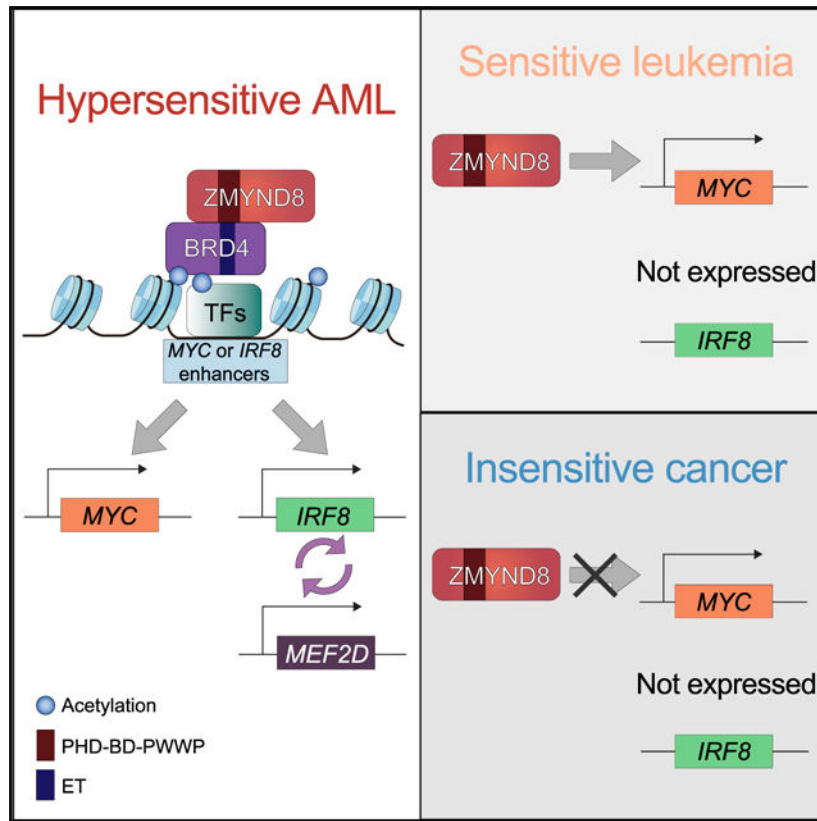 Hypersensitive AML
ZMYND8
BRD4
TFs
MYC or IRF8
enhancers
MYC
IRF8
MEF2D
Acetylation
PHD-BD-PWWP
ET
Sensitive leukemia
ZMYND8
MYC
Not expressed
IRF8
Insensitive cancer
ZMYND8
MYC
Not expressed
IRF8